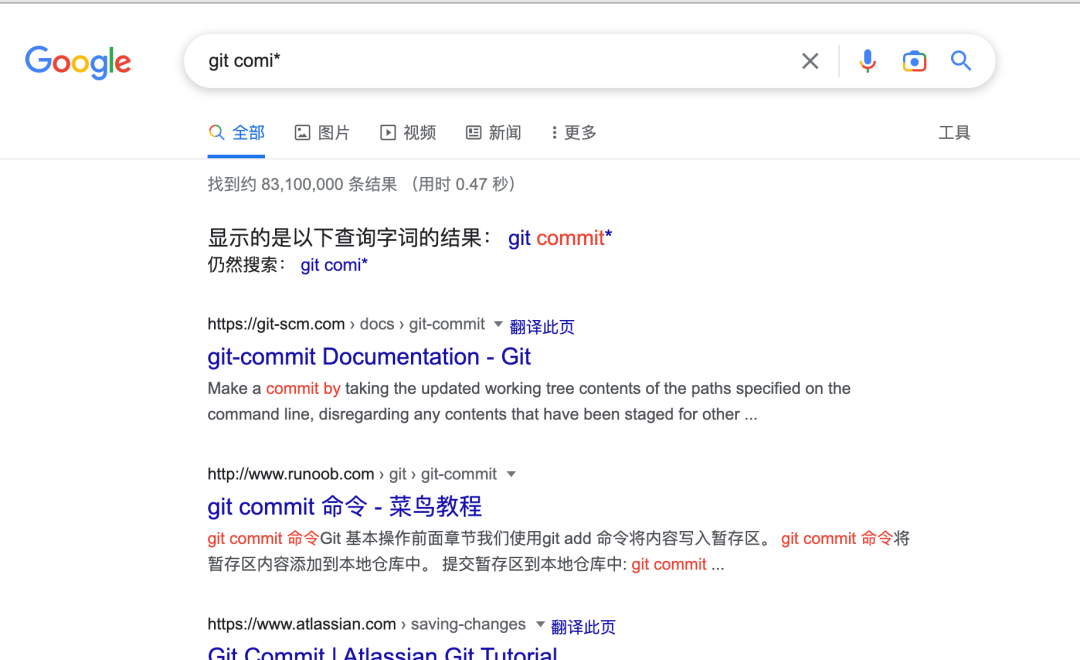 Google
git comi*
全部
图片
视频
新闻
更多
工具
找到约 83,100,000 条结果 （用时 0.47 秒）
显示的是以下查询字词的结果： git commit*
仍然搜索： git comi*
https://git-scm.com › docs › git-commit 翻译此页
git-commit Documentation - Git
Make a commit by taking the updated working tree contents of the paths specified on the
command line, disregarding any contents that have been staged for other ...
http://www.runoob.com › git › git-commit
git commit 命令 - 菜鸟教程
git commit 命令Git 基本操作前面章节我们使用git add 命令将内容写入暂存区。 git commit 命令将
暂存区内容添加到本地仓库中。 提交暂存区到本地仓库中: git commit ...
https://www.atlassian.com › saving-changes 翻译此页
Git Commit | Atlassian Git Tutorial